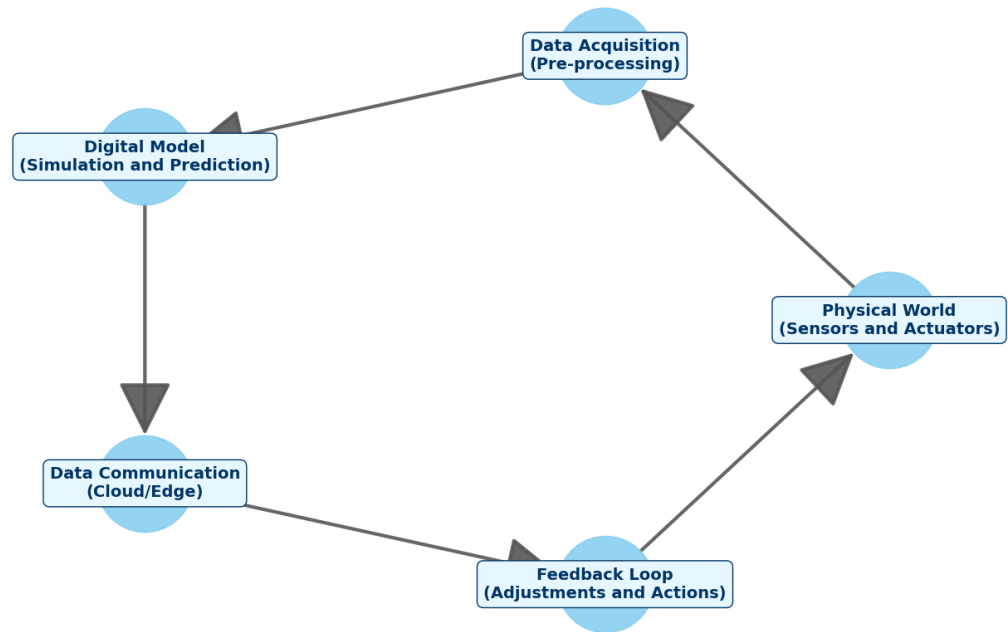 Data Acquisition
(Pre-processing)
Digital Model
(Simulation and Prediction)
Physical World
(Sensors and Actuators)
Data Communication
(Cloud/Edge)
Feedback Loop
(Adjustments and Actions)